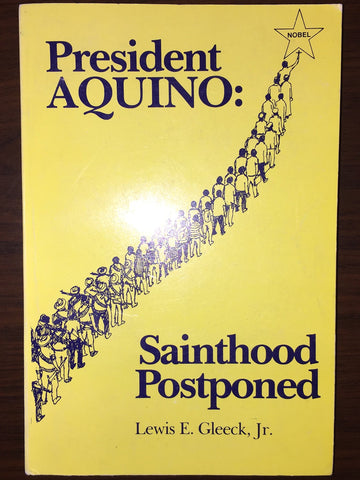 NOBEL
President
AQUINO:
Sainthood
Postponed
Lewis E. Gleeck, Jr.